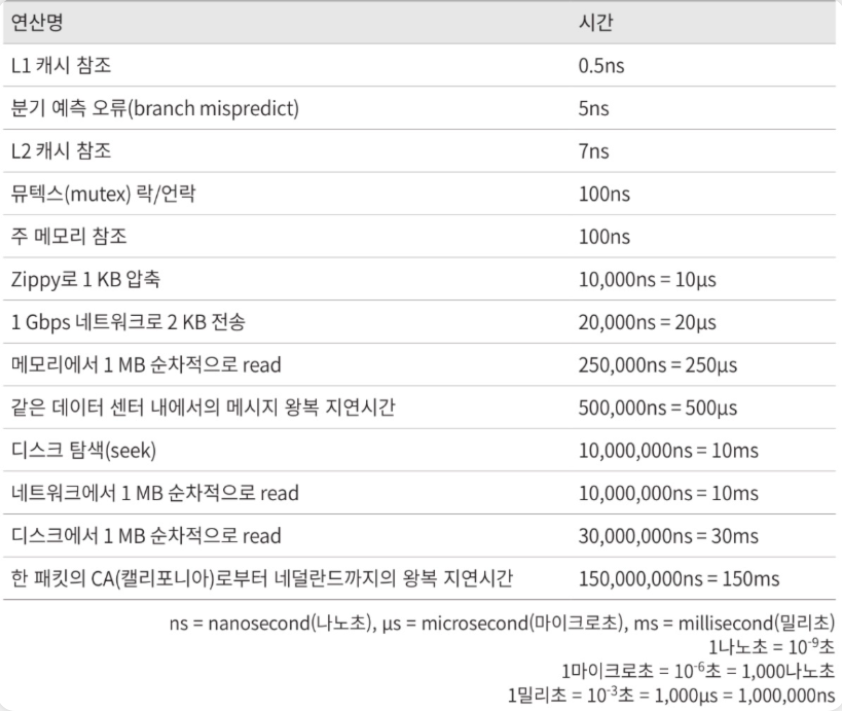 연산명 시간
L1 캐시 참조 0.5ns
분기 예측 오류(branch mispredict) 5ns
L2 캐시 참조 7ns
뮤텍스(mutex) 락/언락 100ns
주 메모리 참조 100ns
Zippy로 1 KB 압축 10,000ns = 10μs
1 Gbps 네트워크로 2 KB 전송 20,000ns = 20μs
메모리에서 1 MB 순차적으로 read 250,000ns = 250μs
같은 데이터 센터 내에서의 메시지 왕복 지연시간 500,000ns = 500μs
디스크 탐색(seek) 10,000,000ns = 10ms
네트워크에서 1 MB 순차적으로 read 10,000,000ns = 10ms
디스크에서 1 MB 순차적으로 read 30,000,000ns = 30ms
한 패킷의 CA(캘리포니아)로부터 네덜란드까지의 왕복 지연시간 150,000,000ns = 150ms
ns = nanosecond(나노초), μs = microsecond(마이크로초), ms = millisecond(밀리초)
1나노초 = 10⁻⁹초
1마이크로초 = 10⁻⁶초 = 1,000나노초
1밀리초 = 10⁻³초 = 1,000μs = 1,000,000ns